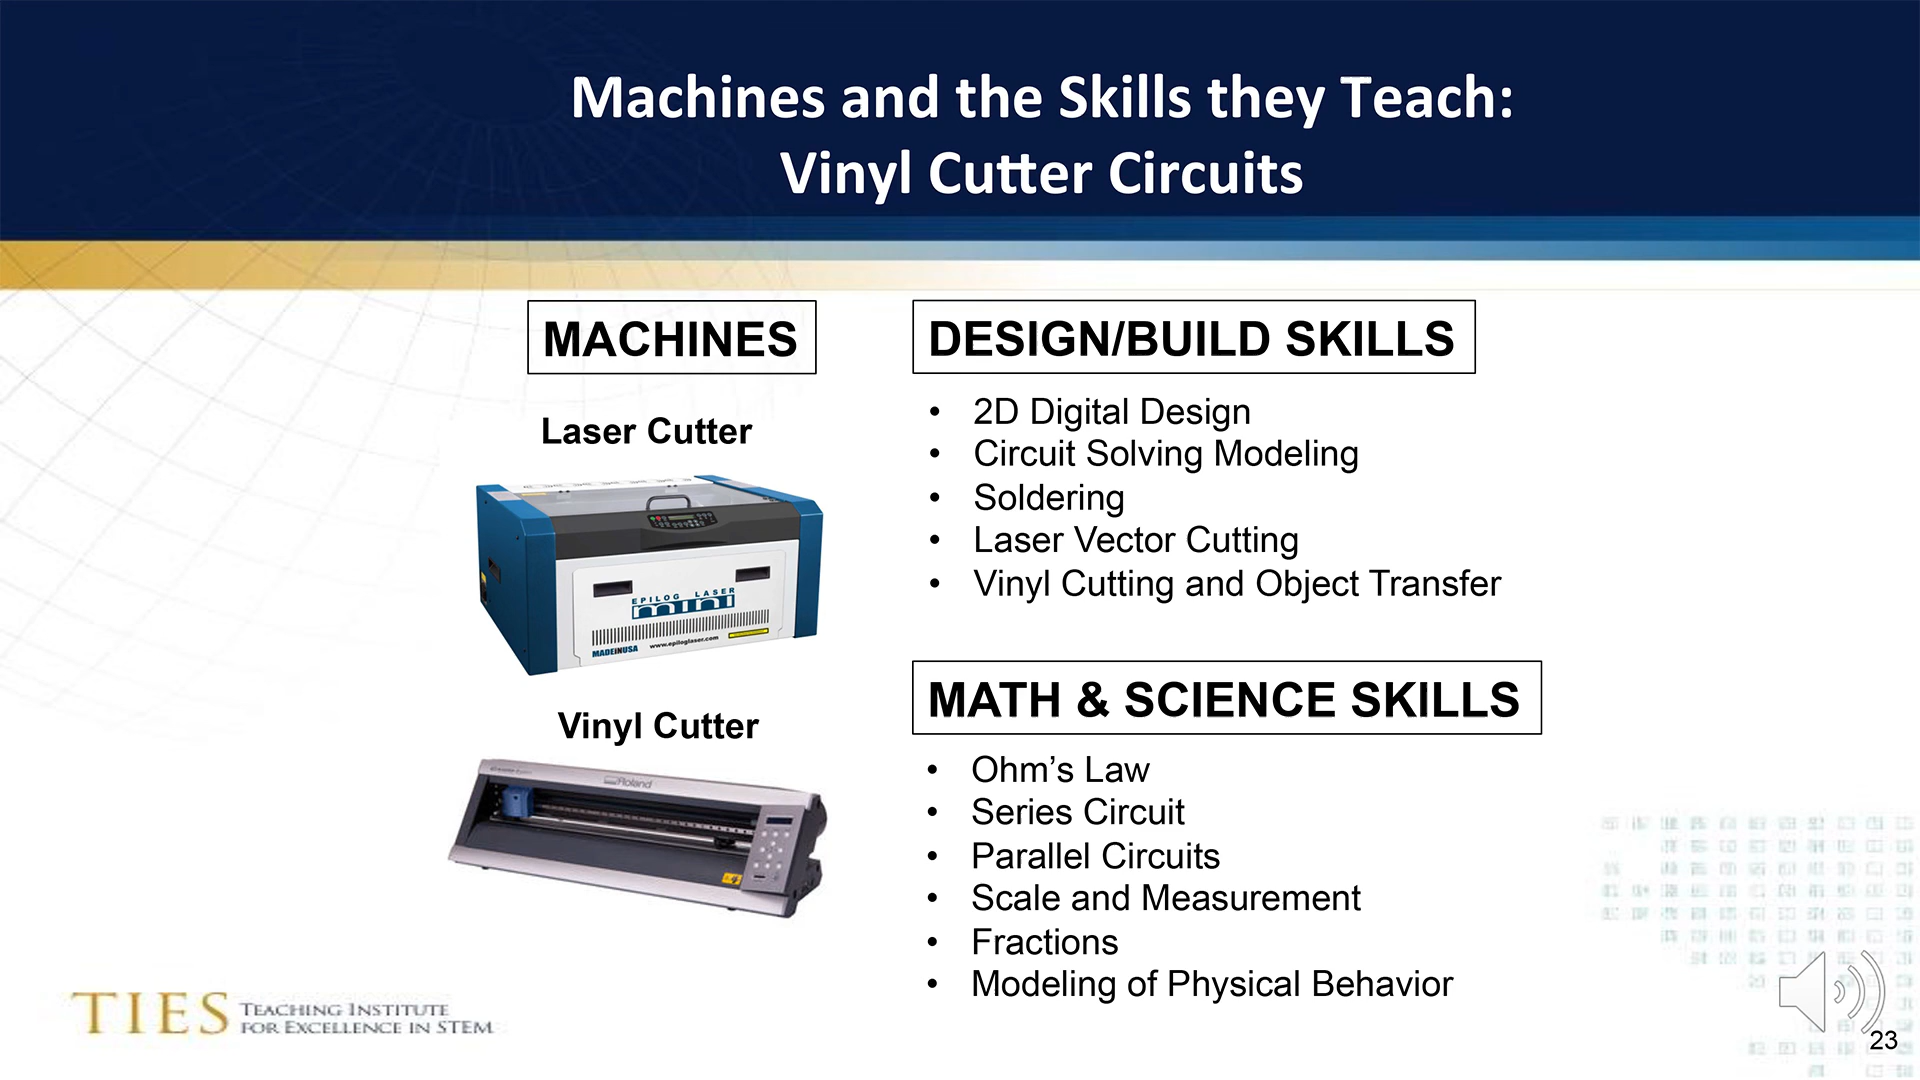 Machines and the Skills they Teach:
Vinyl Cutter Circuits
MACHINES
Laser Cutter
EPILOG LASER
mini
MADEINUSA
www.epiloglaser.com
Vinyl Cutter
Roland
DESIGN/BUILD SKILLS
• 2D Digital Design
• Circuit Solving Modeling
• Soldering
• Laser Vector Cutting
• Vinyl Cutting and Object Transfer
MATH & SCIENCE SKILLS
• Ohm’s Law
• Series Circuit
• Parallel Circuits
• Scale and Measurement
• Fractions
• Modeling of Physical Behavior
TIES TEACHING INSTITUTE
FOR EXCELLENCE IN STEM
23